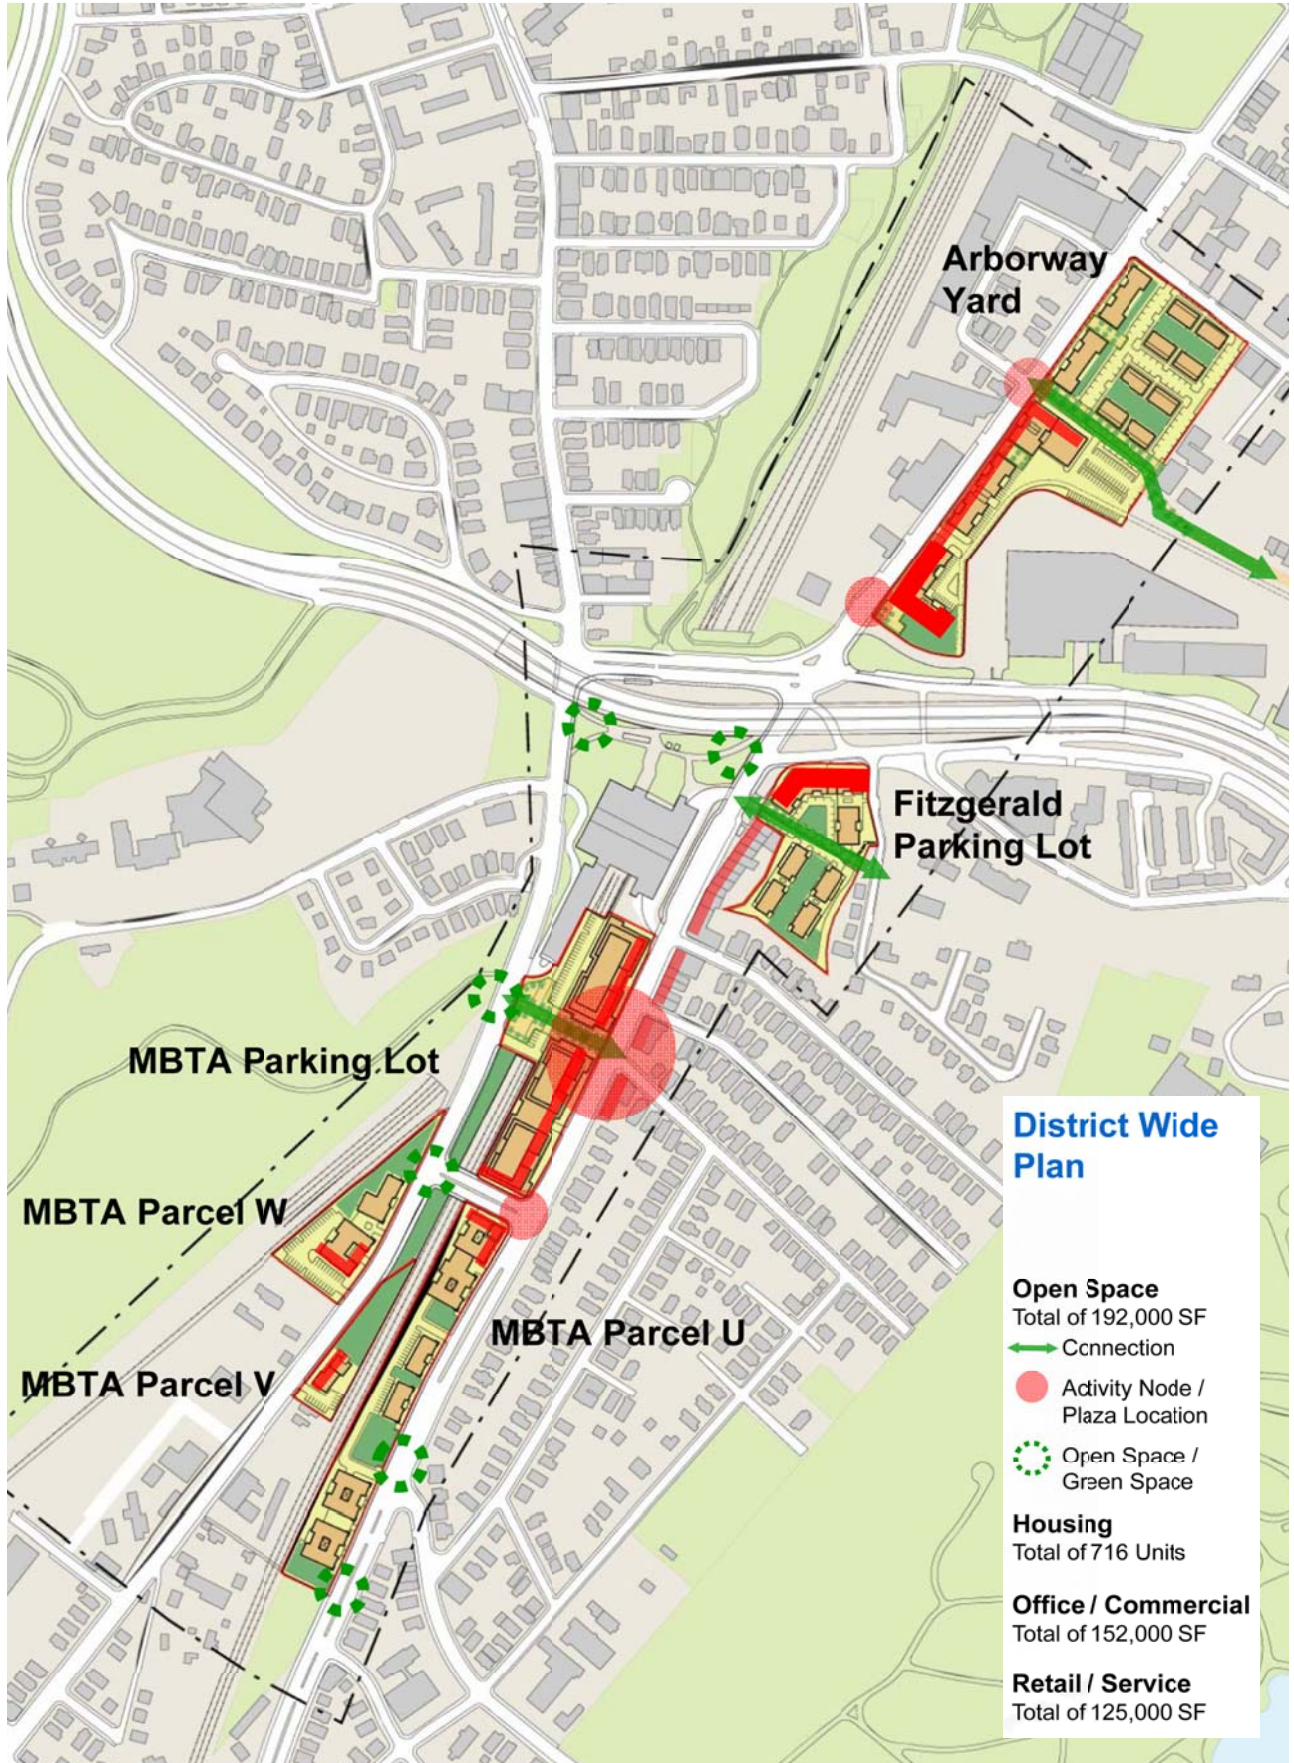 Arborway
Yard
Fitzgerald
Parking Lot
MBTA Parking Lot
MBTA Parcel W
MBTA Parcel U
MBTA Parcel V
District Wide
Plan
Open Space
Total of 192,000 SF
Connection
Activity Node /
Plaza Location
Open Space /
Green Space
Housing
Total of 716 Units
Office / Commercial
Total of 152,000 SF
Retail / Service
Total of 125,000 SF